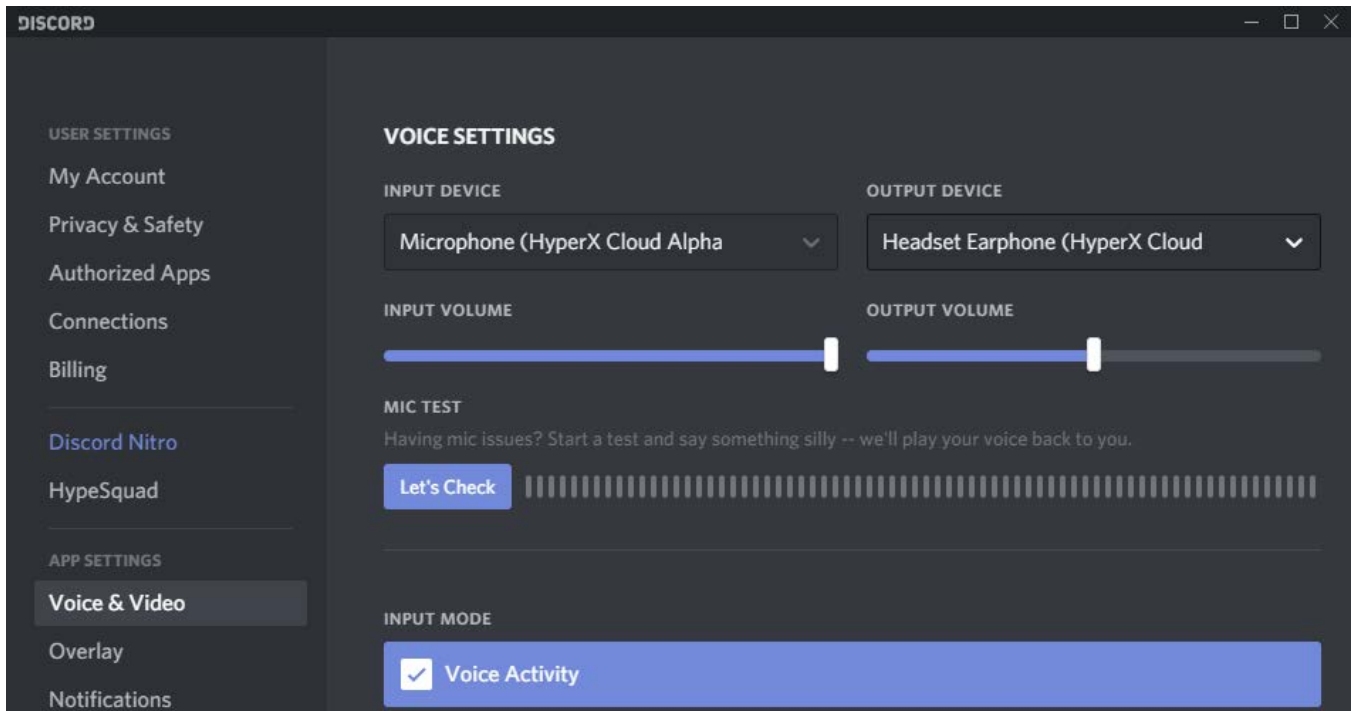 DISCORD
USER SETTINGS
My Account
Privacy & Safety
Authorized Apps
Connections
Billing
Discord Nitro
HypeSquad
APP SETTINGS
Voice & Video
Overlay
Notifications
VOICE SETTINGS
INPUT DEVICE
Microphone (HyperX Cloud Alpha
OUTPUT DEVICE
Headset Earphone (HyperX Cloud
INPUT VOLUME
OUTPUT VOLUME
MIC TEST
Having mic issues? Start a test and say something silly -- we'll play your voice back to you.
Let's Check
INPUT MODE
Voice Activity